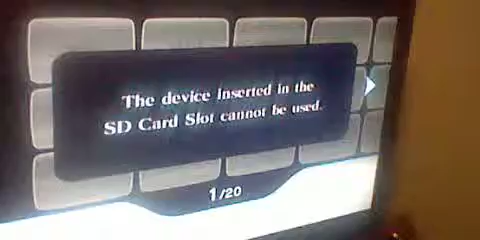 The device inserted in the
SD Card Slot cannot be used.
1/20